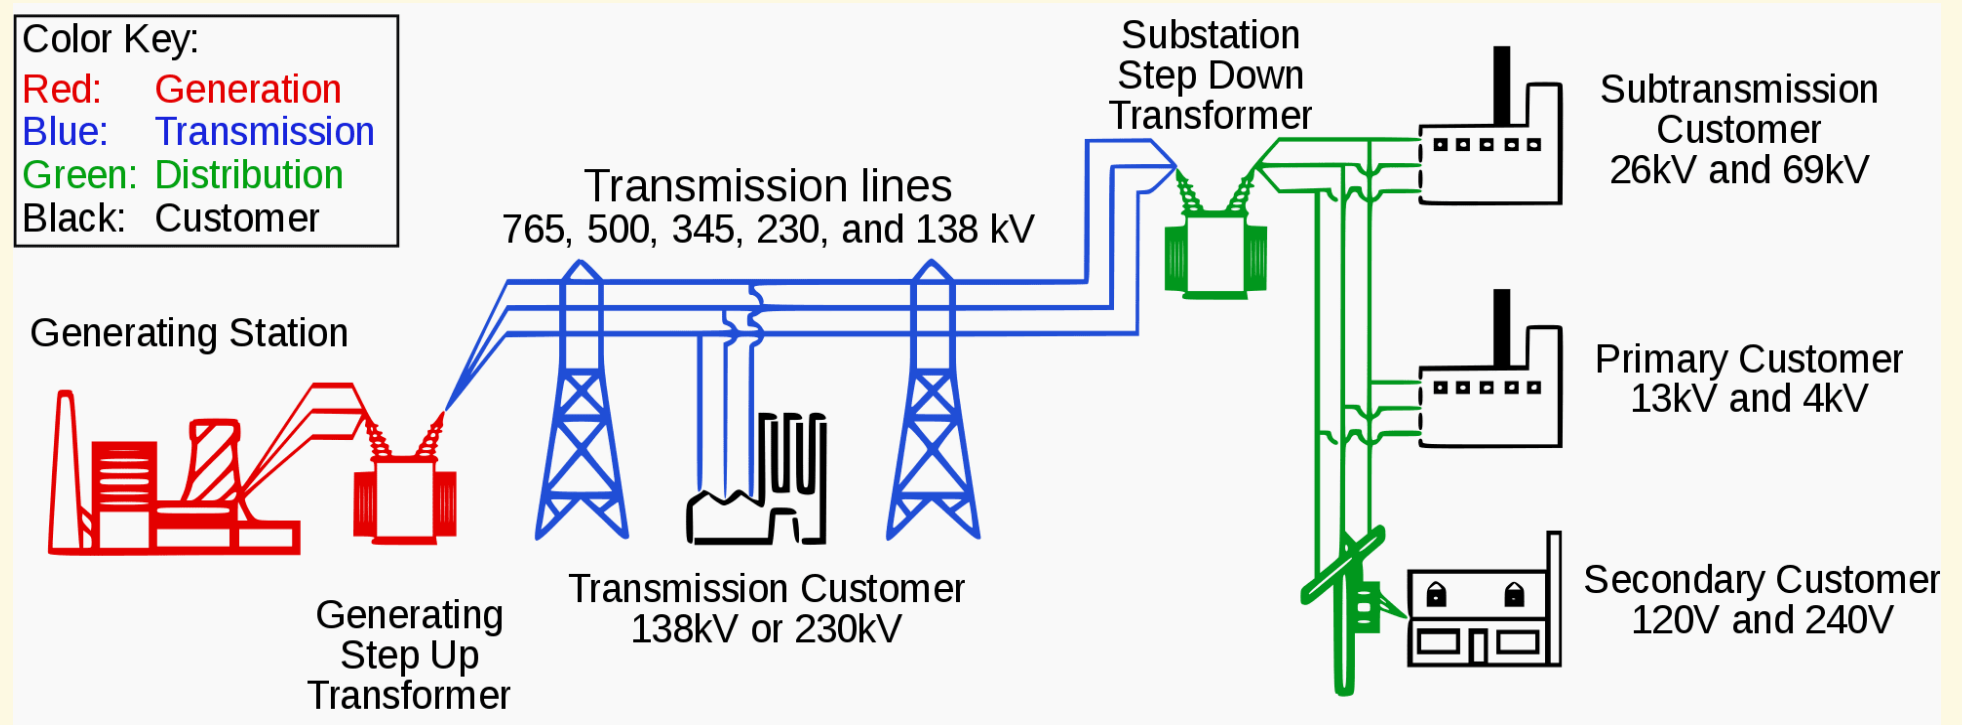 Color Key:
Red: Generation
Blue: Transmission
Green: Distribution
Black: Customer
Substation
Step Down
Transformer
Subtransmission
Customer
26kV and 69kV
Transmission lines
765, 500, 345, 230, and 138 kV
Generating Station
Primary Customer
13kV and 4kV
Transmission Customer
138kV or 230kV
Generating
Step Up
Transformer
Secondary Customer
120V and 240V